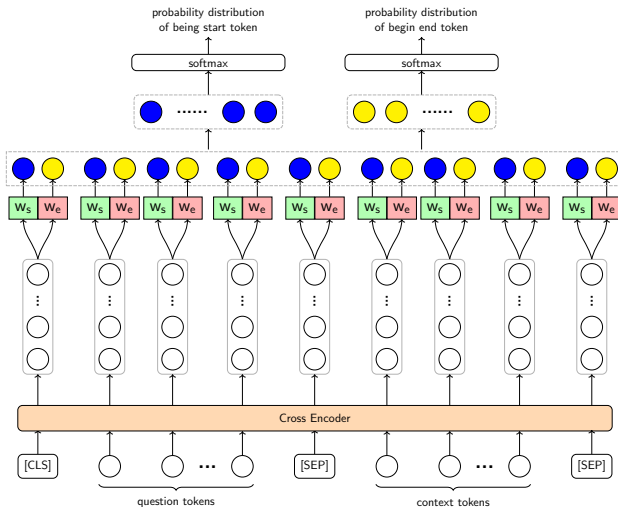 probability distribution
of being start token
probability distribution
of begin end token
softmax
softmax
......
......
Ws We Ws We Ws We Ws We Ws We Ws We Ws We Ws We Ws We
Cross Encoder
[CLS]
...
[SEP]
...
[SEP]
question tokens
context tokens